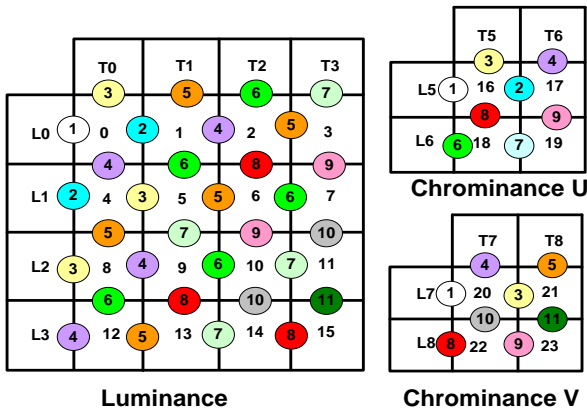 T0 T1 T2 T3
3 5 6 7
L0 1 0 2 1 4 2 5 3
4 6 8 9
L1 2 4 3 5 5 6 6 7
5 7 9 10
L2 3 8 4 9 6 10 7 11
6 8 10 11
L3 4 12 5 13 7 14 8 15
Luminance
T5 T6
3 4
L5 1 16 2 17
8 9
L6 6 18 7 19
Chrominance U
T7 T8
4 5
L7 1 20 3 21
10 11
L8 8 22 9 23
Chrominance V